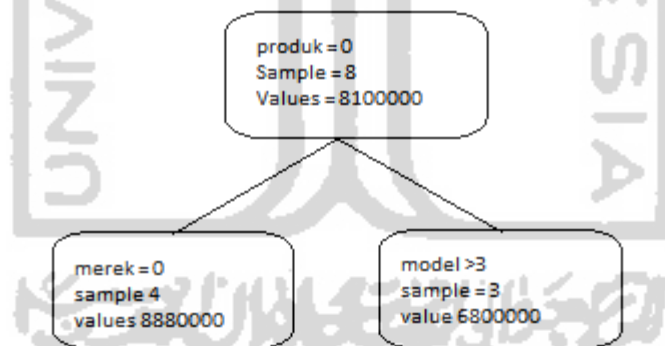 produk = 0
Sample = 8
Values = 8100000
merek = 0
sample 4
values 8880000
model >3
sample = 3
value 6800000